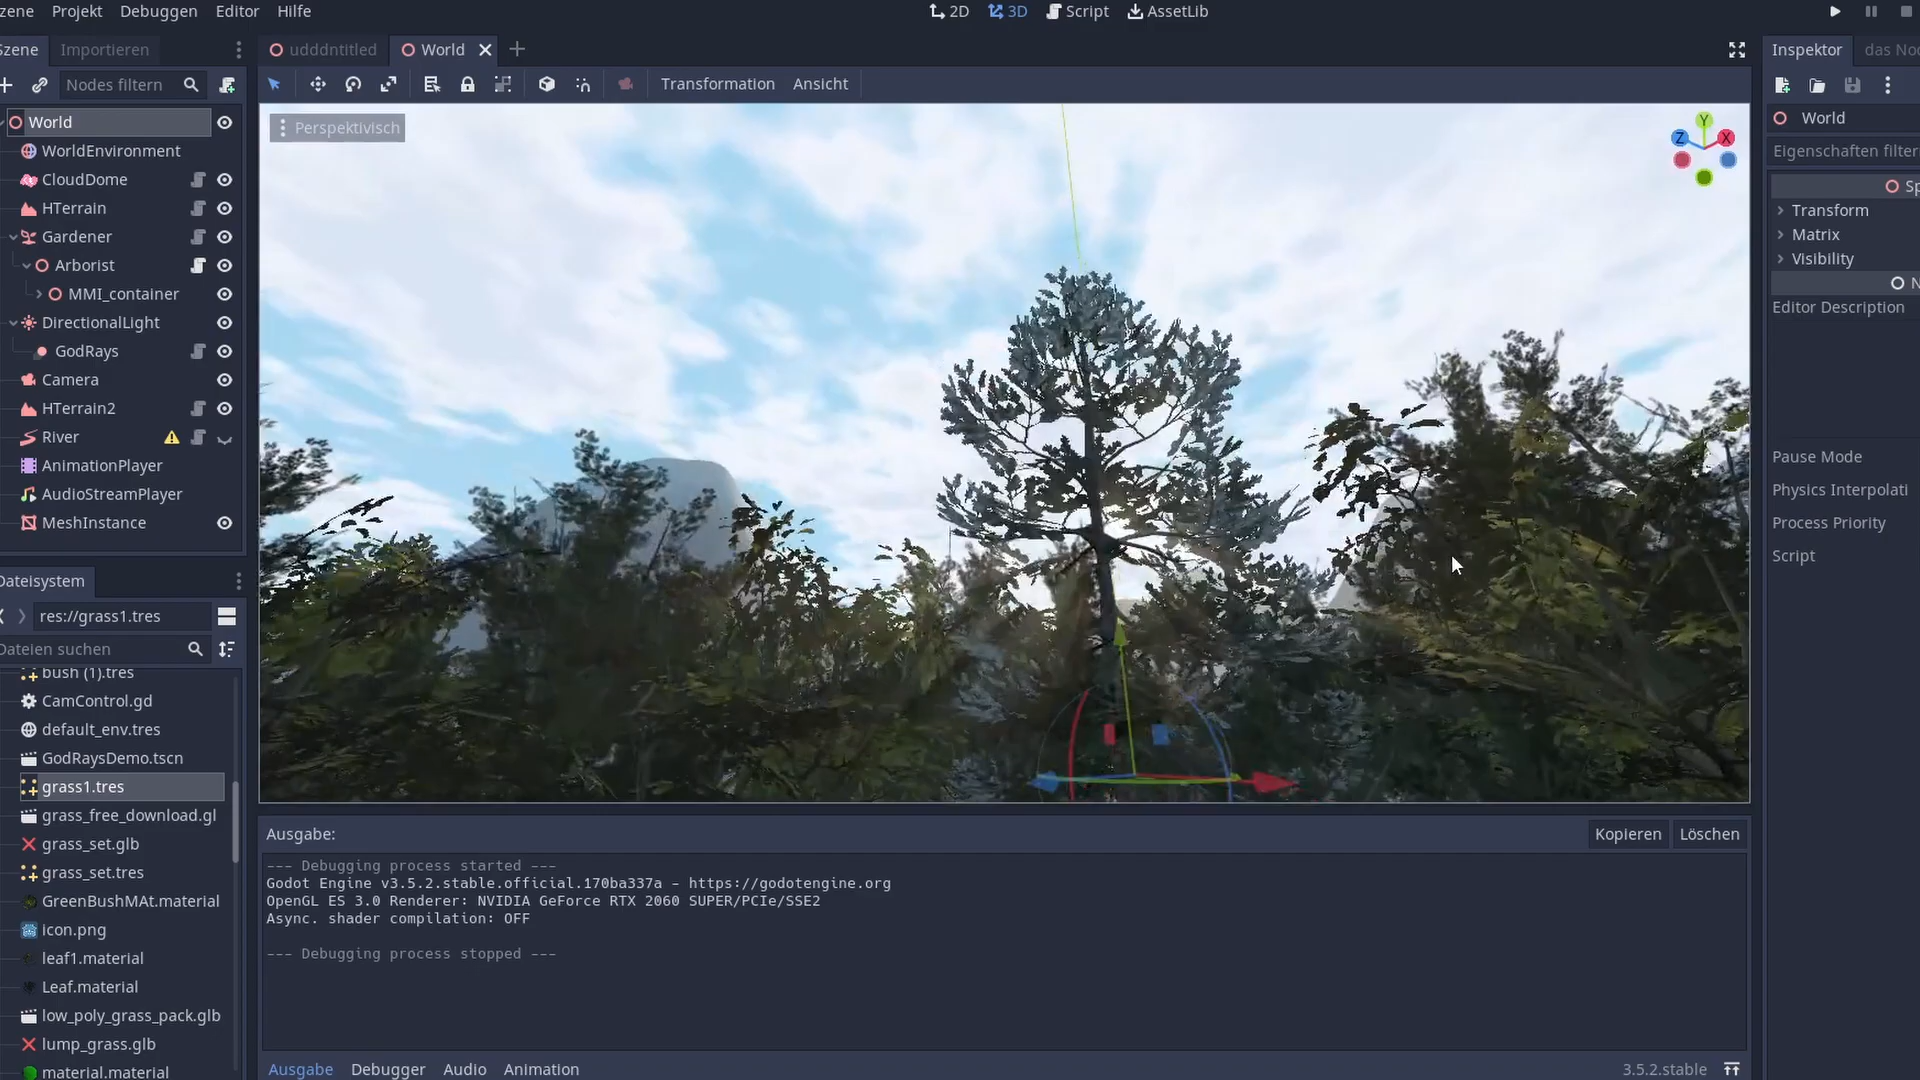 zene Projekt Debuggen Editor Hilfe
2D 3D Script AssetLib
Szene Importieren
udddntitled World
Inspektor das No
Nodes filtern
Transformation Ansicht
World
WorldEnvironment
CloudDome
HTerrain
Gardener
Arborist
MMI_container
DirectionalLight
GodRays
Camera
HTerrain2
River
AnimationPlayer
AudioStreamPlayer
MeshInstance
Perspektivisch
Y
Z X
World
Eigenschaften filter
Sp
Transform
Matrix
Visibility
N
Editor Description
Pause Mode
Physics Interpolati
Process Priority
Script
Dateisystem
res://grass1.tres
Dateien suchen
bush (1).tres
CamControl.gd
default_env.tres
GodRaysDemo.tscn
grass1.tres
grass_free_download.gl
grass_set.glb
grass_set.tres
GreenBushMAt.material
icon.png
leaf1.material
Leaf.material
low_poly_grass_pack.glb
lump_grass.glb
material.material
Ausgabe:
Kopieren Löschen
--- Debugging process started ---
Godot Engine v3.5.2.stable.official.170ba337a - https://godotengine.org
OpenGL ES 3.0 Renderer: NVIDIA GeForce RTX 2060 SUPER/PCIe/SSE2
Async. shader compilation: OFF
--- Debugging process stopped ---
Ausgabe Debugger Audio Animation
3.5.2.stable